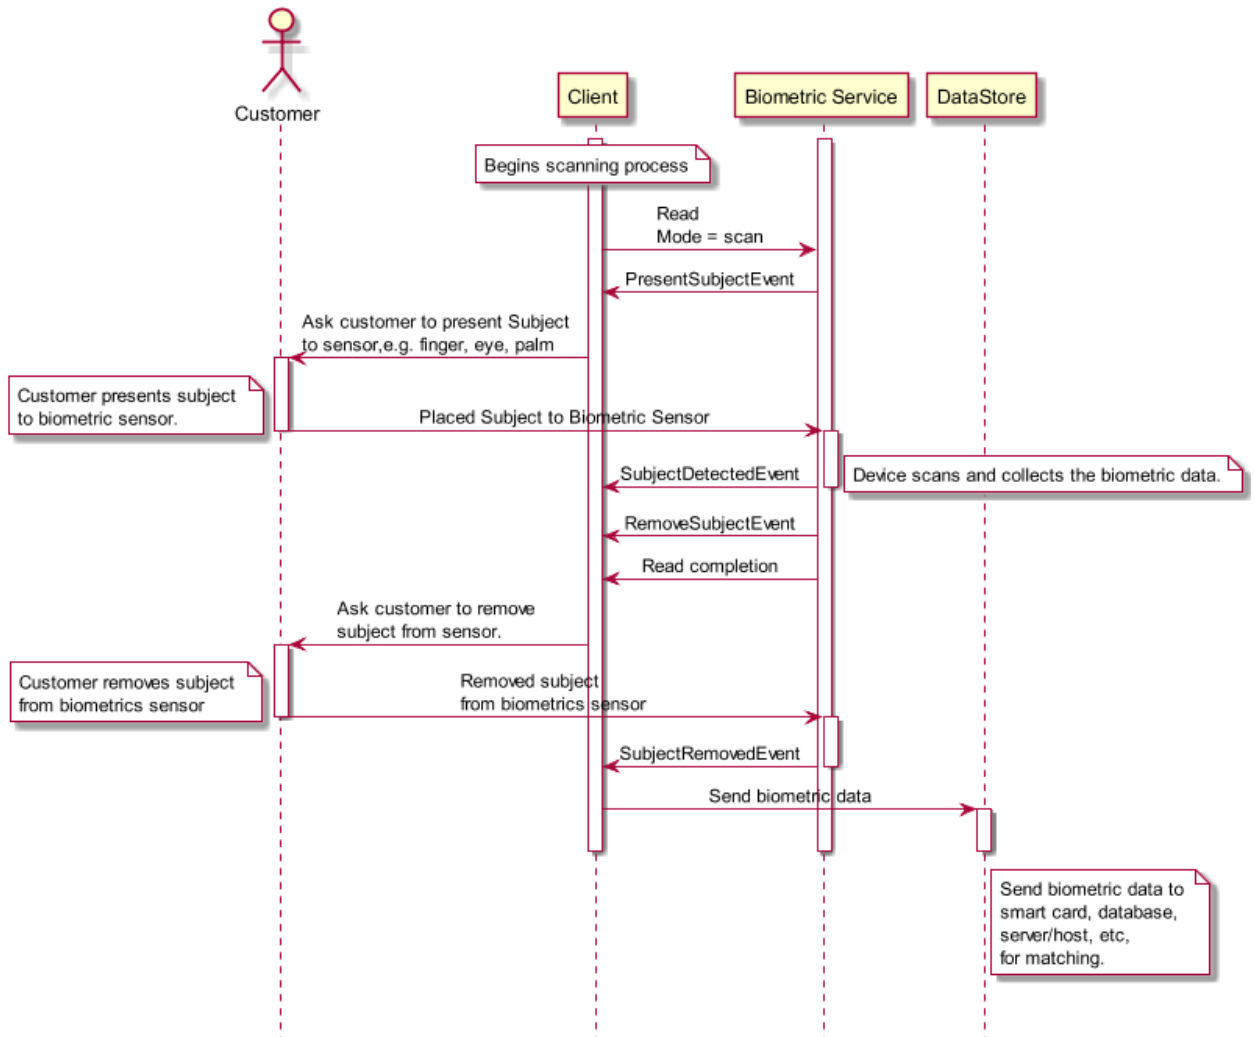 Customer
Client
Biometric Service
DataStore
Begins scanning process
Read
Mode = scan
PresentSubjectEvent
Ask customer to present Subject
to sensor,e.g. finger, eye, palm
Customer presents subject
to biometric sensor.
Placed Subject to Biometric Sensor
SubjectDetectedEvent
Device scans and collects the biometric data.
RemoveSubjectEvent
Read completion
Ask customer to remove
subject from sensor.
Customer removes subject
from biometrics sensor
Removed subject
from biometrics sensor
SubjectRemovedEvent
Send biometric data
Send biometric data to
smart card, database,
server/host, etc,
for matching.